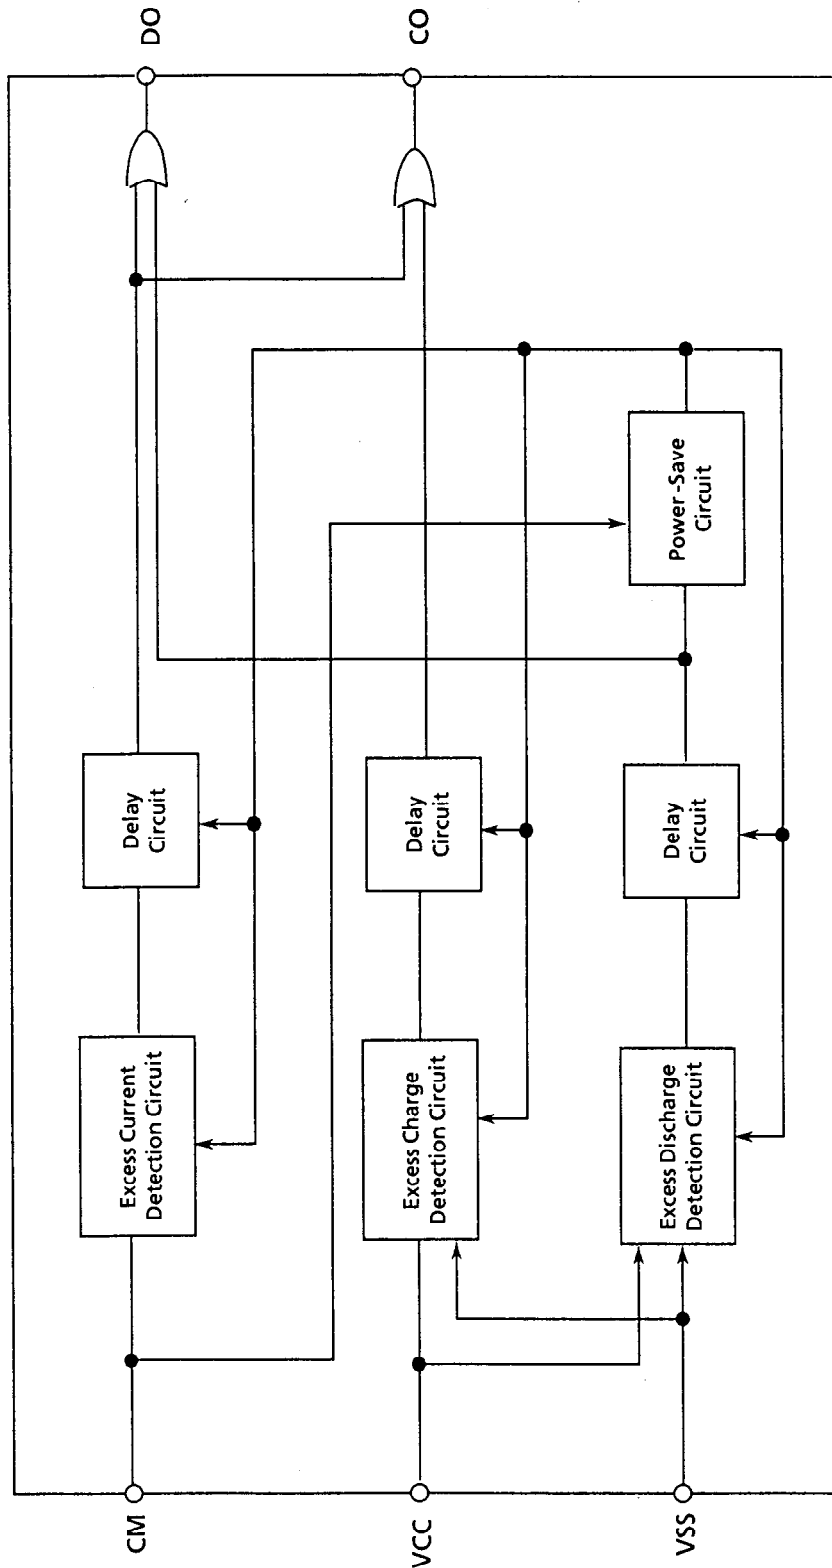 CM
Excess Current
Detection Circuit
Delay
Circuit
DO
VCC
Excess Charge
Detection Circuit
Delay
Circuit
CO
VSS
Excess Discharge
Detection Circuit
Delay
Circuit
Power-Save
Circuit